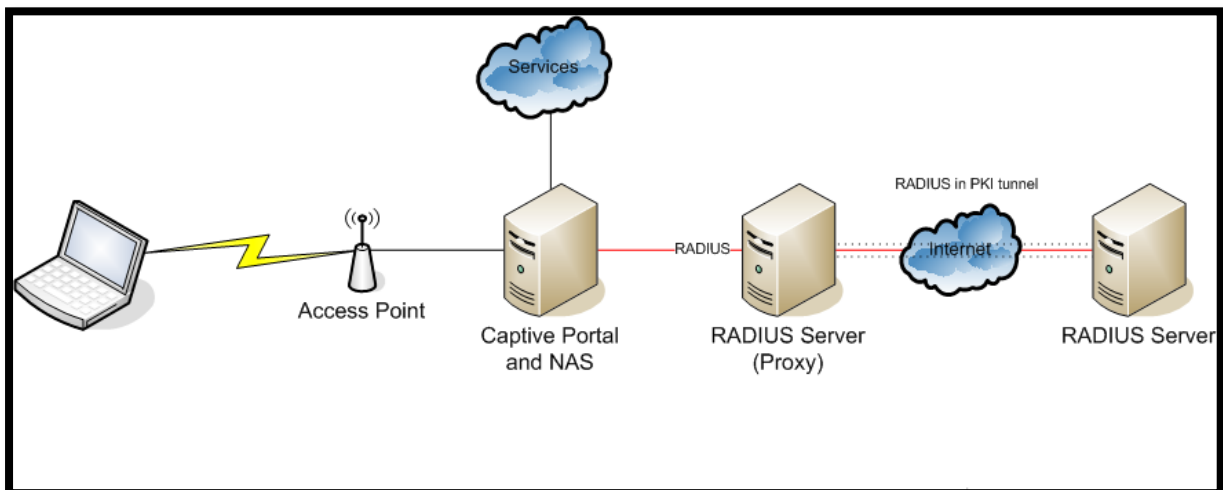 Services
RADIUS in PKI tunnel
RADIUS
Internet
Access Point
Captive Portal
and NAS
RADIUS Server
(Proxy)
RADIUS Server